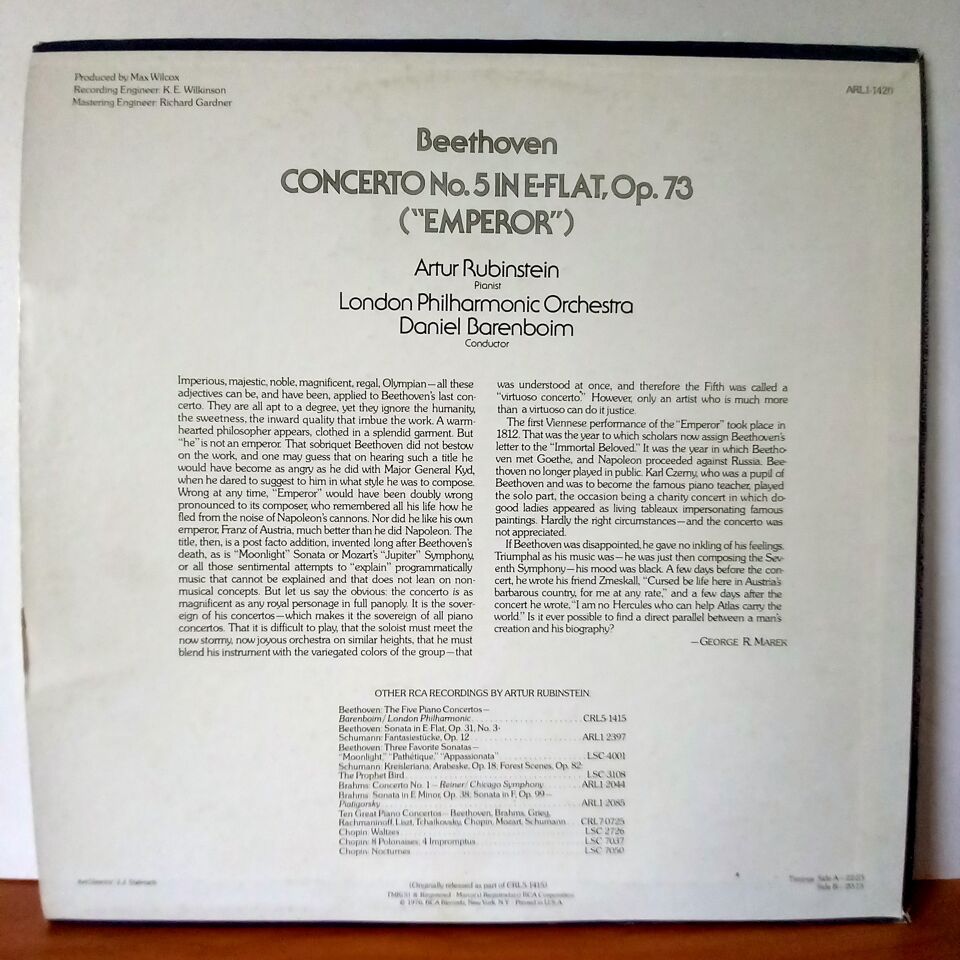 Produced by Max Wilcox
Recording Engineer: K. E. Wilkinson
Mastering Engineer: Richard Gardner
ARL1-1420
Beethoven
CONCERTO No. 5 IN E-FLAT, Op. 73
("EMPEROR")
Artur Rubinstein
Pianist
London Philharmonic Orchestra
Daniel Barenboim
Conductor
Imperious, majestic, noble, magnificent, regal, Olympian—all these
adjectives can be, and have been, applied to Beethoven's last con-
certo. They are all apt to a degree, yet they ignore the humanity,
the sweetness, the inward quality that imbue the work. A warm-
hearted philosopher appears, clothed in a splendid garment. But
"he" is not an emperor. That sobriquet Beethoven did not bestow
on the work, and one may guess that on hearing such a title he
would have become as angry as he did with Major General Kyd,
when he dared to suggest to him in what style he was to compose.
Wrong at any time, "Emperor" would have been doubly wrong
pronounced to its composer, who remembered all his life how he
fled from the noise of Napoleon's cannons. Nor did he like his own
emperor, Franz of Austria, much better than he did Napoleon. The
title, then, is a post facto addition, invented long after Beethoven's
death, as is "Moonlight" Sonata or Mozart's "Jupiter" Symphony,
or all those sentimental attempts to "explain" programmatically
music that cannot be explained and that does not lean on non-
musical concepts. But let us say the obvious: the concerto is as
magnificent as any royal personage in full panoply. It is the sover-
eign of his concertos—which makes it the sovereign of all piano
concertos. That it is difficult to play, that the soloist must meet the
now stormy, now joyous orchestra on similar heights, that he must
blend his instrument with the variegated colors of the group—that
was understood at once, and therefore the Fifth was called a
"virtuoso concerto." However, only an artist who is much more
than a virtuoso can do it justice.
The first Viennese performance of the "Emperor" took place in
1812. That was the year to which scholars now assign Beethoven's
letter to the "Immortal Beloved." It was the year in which Beetho-
ven met Goethe, and Napoleon proceeded against Russia. Bee-
thoven no longer played in public. Karl Czerny, who was a pupil of
Beethoven and was to become the famous piano teacher, played
the solo part, the occasion being a charity concert in which do-
good ladies appeared as living tableaux impersonating famous
paintings. Hardly the right circumstances—and the concerto was
not appreciated.
If Beethoven was disappointed, he gave no inkling of his feelings.
Triumphal as his music was—he was just then composing the Sev-
enth Symphony—his mood was black. A few days before the con-
cert, he wrote his friend Zmeskall, "Cursed be life here in Austria's
barbarous country, for me at any rate," and a few days after the
concert he wrote, "I am no Hercules who can help Atlas carry the
world." Is it ever possible to find a direct parallel between a man's
creation and his biography?
—GEORGE R. MAREK
OTHER RCA RECORDINGS BY ARTUR RUBINSTEIN:
Beethoven: The Five Piano Concertos—
Barenboim/London Philharmonic CRL5-1415
Beethoven: Sonata in E-Flat, Op. 31, No. 3·
Schumann: Fantasiestücke, Op. 12 ARL1-2397
Beethoven: Three Favorite Sonatas—
"Moonlight," "Pathétique," "Appassionata" LSC-4001
Schumann: Kreisleriana; Arabeske, Op. 18; Forest Scenes, Op. 82:
The Prophet Bird LSC-3108
Brahms: Concerto No. 1—Reiner/Chicago Symphony ARL1-2044
Brahms: Sonata in E Minor, Op. 38, Sonata in F, Op. 99—
Piatigorsky ARL1-2085
Ten Great Piano Concertos—Beethoven, Brahms, Grieg,
Rachmaninoff, Liszt, Tchaikovsky, Chopin, Mozart, Schumann CRL7-0725
Chopin: Waltzes LSC-2726
Chopin: 8 Polonaises; 4 Impromptus LSC-7037
Chopin: Nocturnes LSC-7050
Art Director: J. J. Stelmach
(Originally released as part of CRL5-1415)
TMK(S) ® Registered · Marca(s) Registrada(s) RCA Corporation
© 1976, RCA Records, New York, N.Y. · Printed in U.S.A.
Timings: Side A—22:23
Side B—